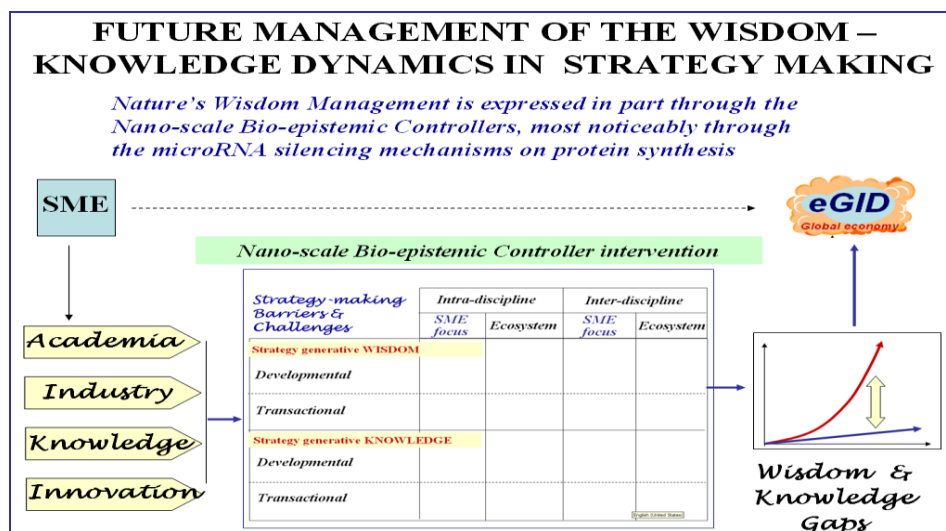 FUTURE MANAGEMENT OF THE WISDOM –
KNOWLEDGE DYNAMICS IN STRATEGY MAKING
Nature's Wisdom Management is expressed in part through the
Nano-scale Bio-epistemic Controllers, most noticeably through
the microRNA silencing mechanisms on protein synthesis
SME
eGID
Global economy
Nano-scale Bio-epistemic Controller intervention
Academia
Industry
Knowledge
Innovation
Strategy-making
Barriers &
Challenges
Intra-discipline
Inter-discipline
SME
focus
Ecosystem
SME
focus
Ecosystem
Strategy generative WISDOM
Developmental
Transactional
Strategy generative KNOWLEDGE
Developmental
Transactional
English (United States)
Wisdom &
Knowledge
Gaps